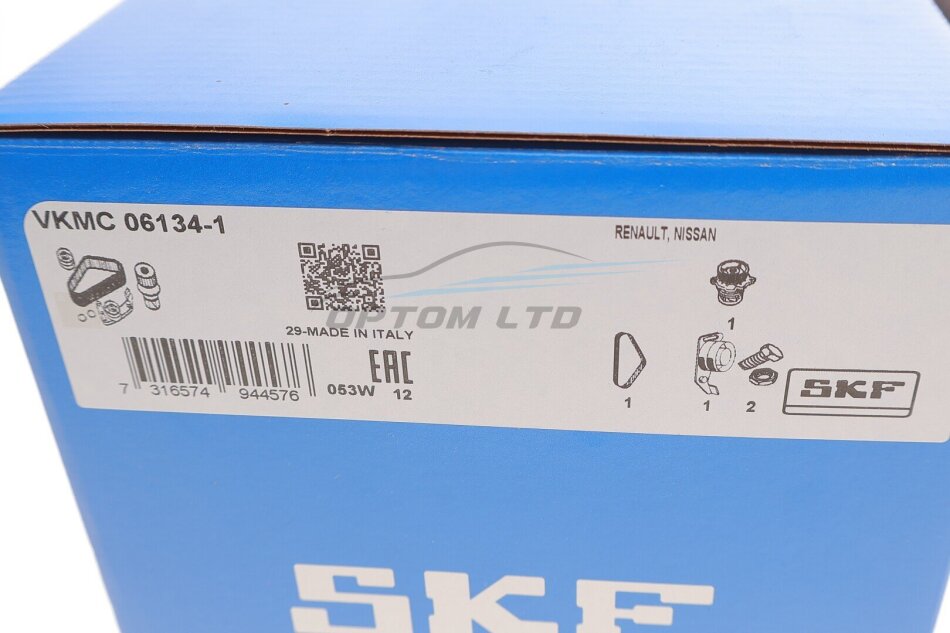 VKMC 06134-1
RENAULT, NISSAN
1
OPTOM LTD
29-MADE IN ITALY
EAC
7 316574 944576
053W 12
1
1
2
SKF
SKF